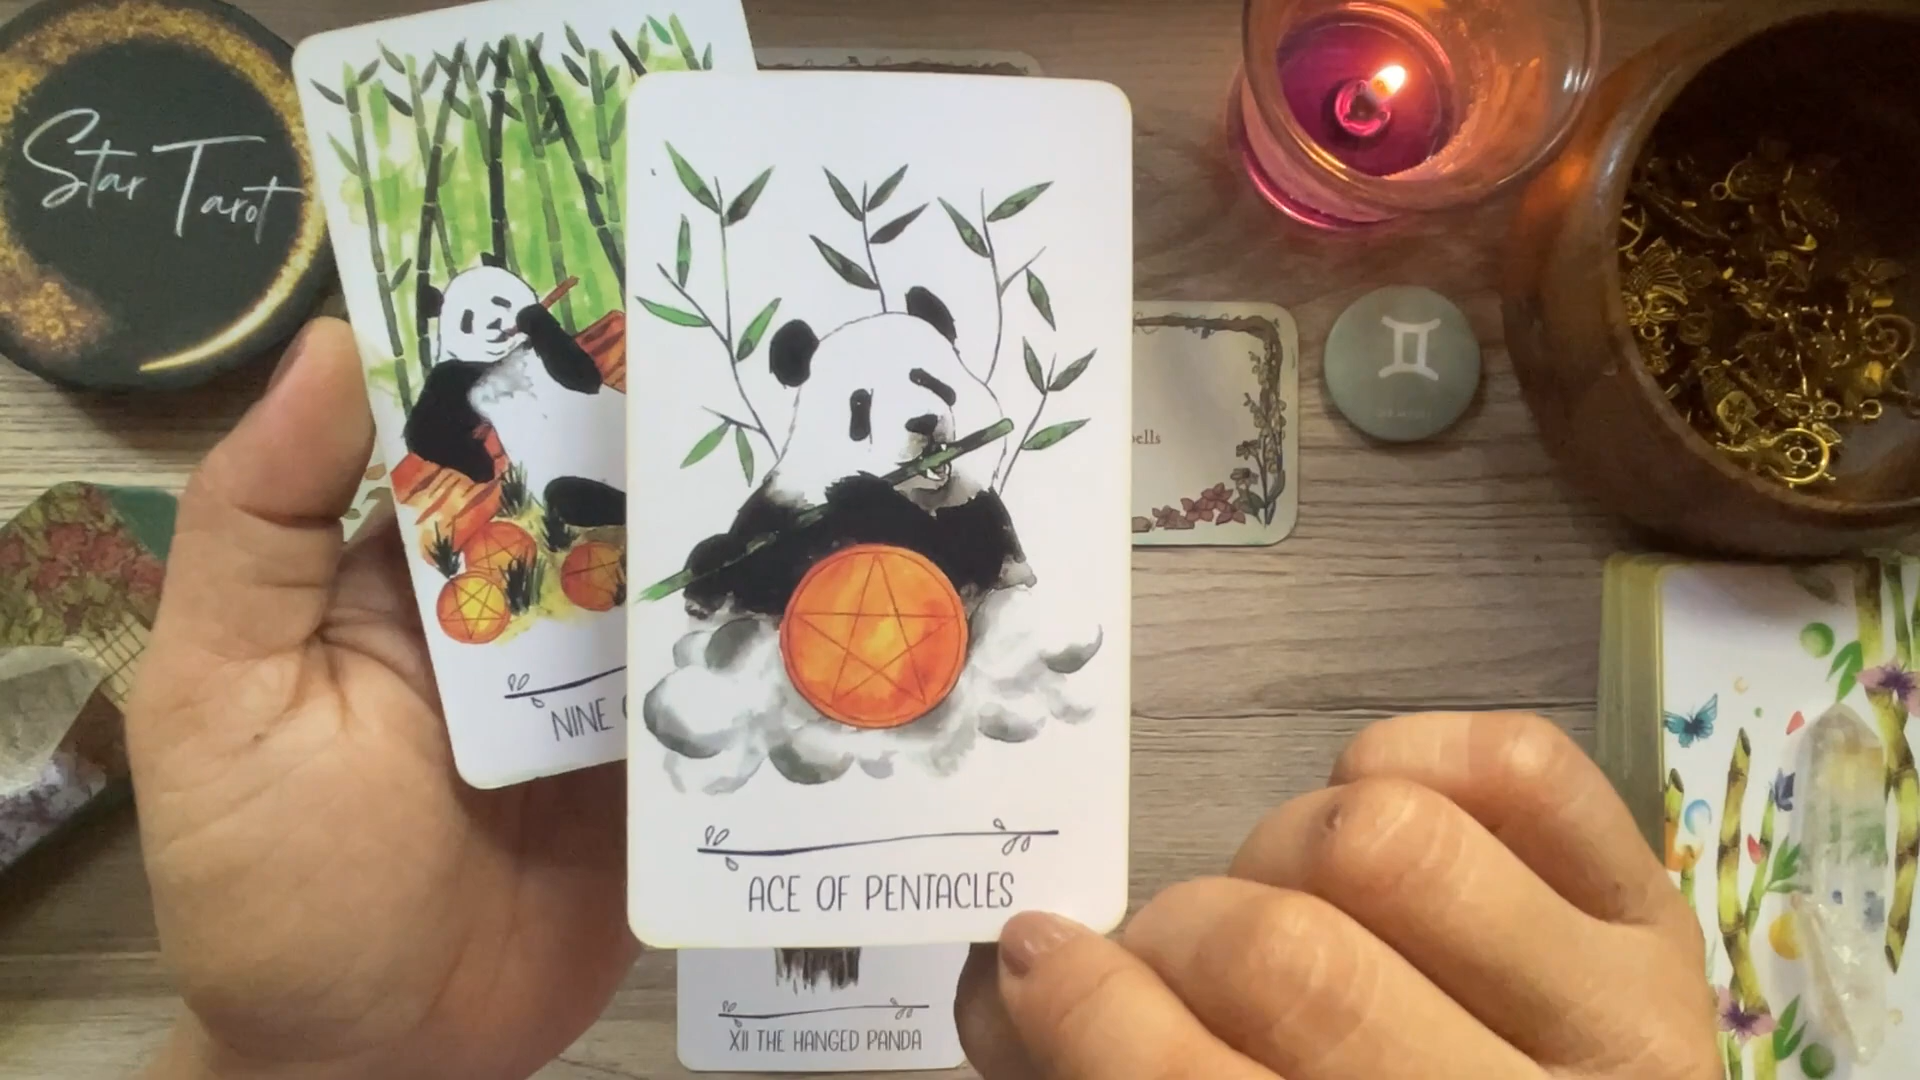 Star Tarot
NINE
ACE OF PENTACLES
XII THE HANGED PANDA